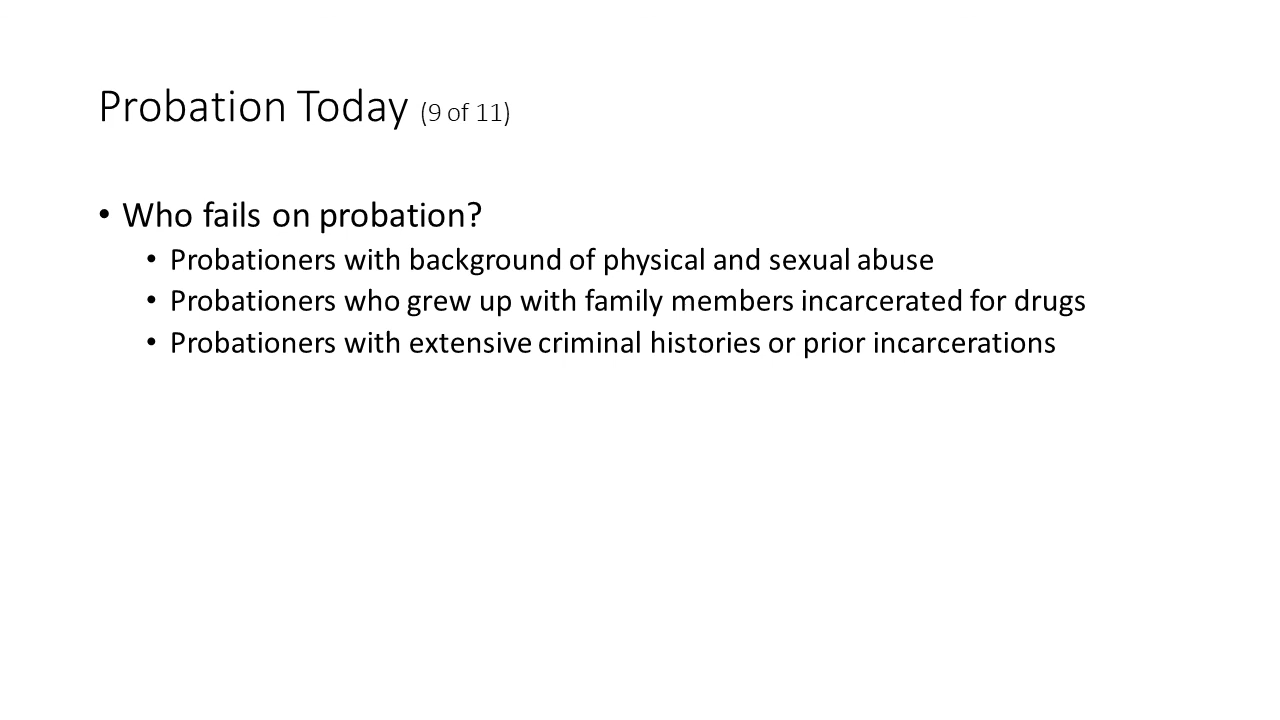 Probation Today (9 of 11)
• Who fails on probation?
• Probationers with background of physical and sexual abuse
• Probationers who grew up with family members incarcerated for drugs
• Probationers with extensive criminal histories or prior incarcerations